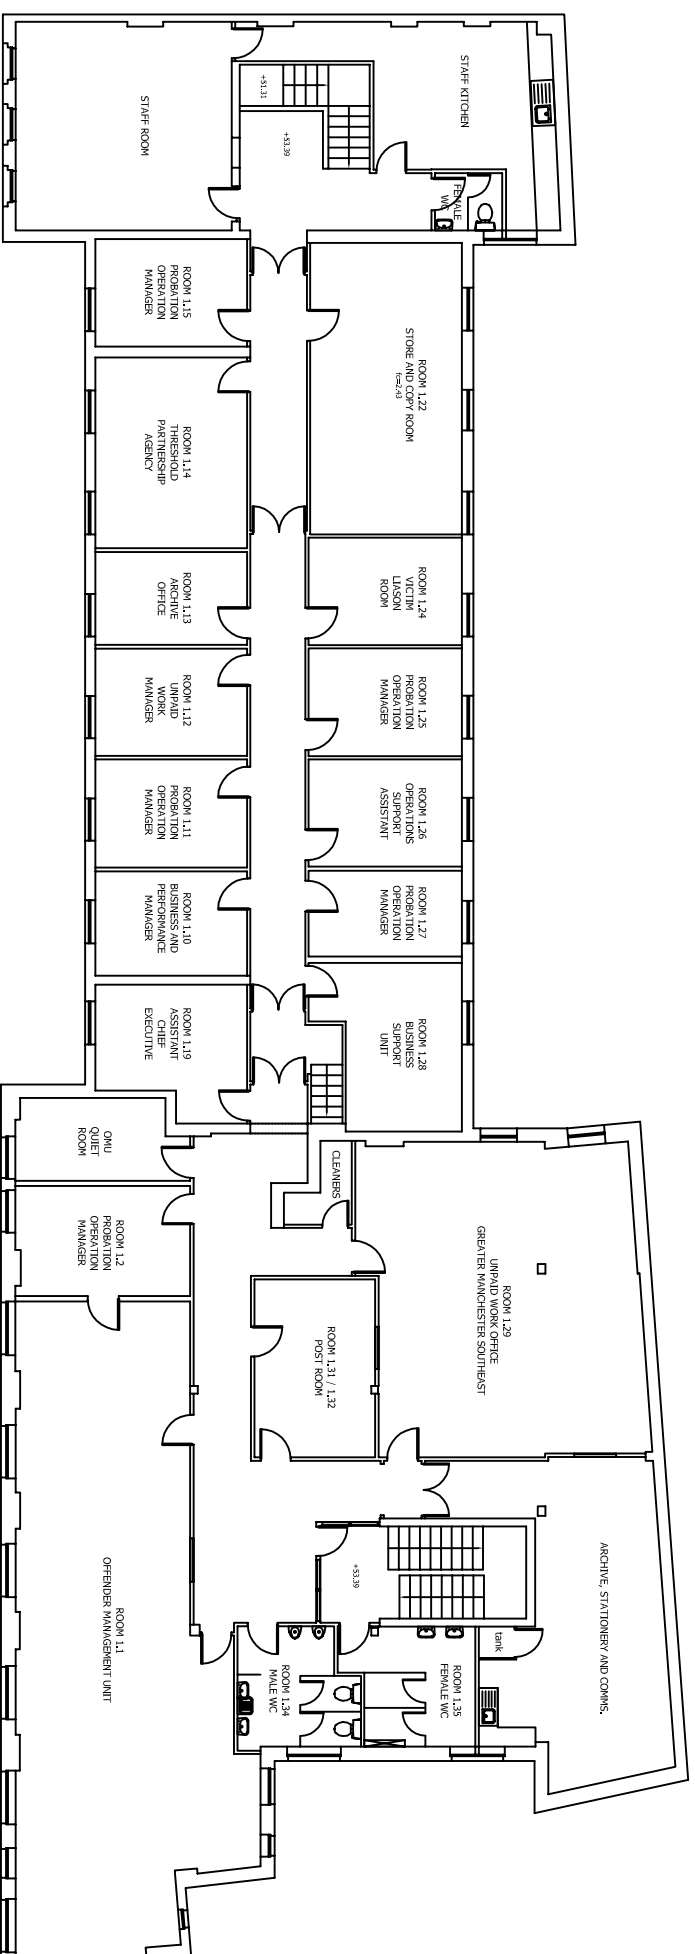 STAFF ROOM
+51.31
+53.39
STAFF KITCHEN
FEMALE
WC
ROOM 1.15
PROBATION
OPERATION
MANAGER
ROOM 1.22
STORE AND COPY ROOM
fc=2.43
ROOM 1.14
THRESHOLD
PARTNERSHIP
AGENCY
ROOM 1.13
ARCHIVE
OFFICE
ROOM 1.24
VICTIM
LIASON
ROOM
ROOM 1.12
UNPAID
WORK
MANAGER
ROOM 1.25
PROBATION
OPERATION
MANAGER
ROOM 1.11
PROBATION
OPERATION
MANAGER
ROOM 1.26
OPERATIONS
SUPPORT
ASSISTANT
ROOM 1.10
BUSINESS AND
PERFORMANCE
MANAGER
ROOM 1.27
PROBATION
OPERATION
MANAGER
ROOM 1.19
ASSISTANT
CHIEF
EXECUTIVE
ROOM 1.28
BUSINESS
SUPPORT
UNIT
OMU
QUIET
ROOM
CLEANERS
ROOM 1.2
PROBATION
OPERATION
MANAGER
ROOM 1.29
UNPAID WORK OFFICE
GREATER MANCHESTER SOUTHEAST
ROOM 1.31 / 1.32
POST ROOM
ROOM 1.1
OFFENDER MANAGEMENT UNIT
+53.39
ARCHIVE, STATIONERY AND COMMS.
tank
ROOM 1.34
MALE WC
ROOM 1.35
FEMALE WC